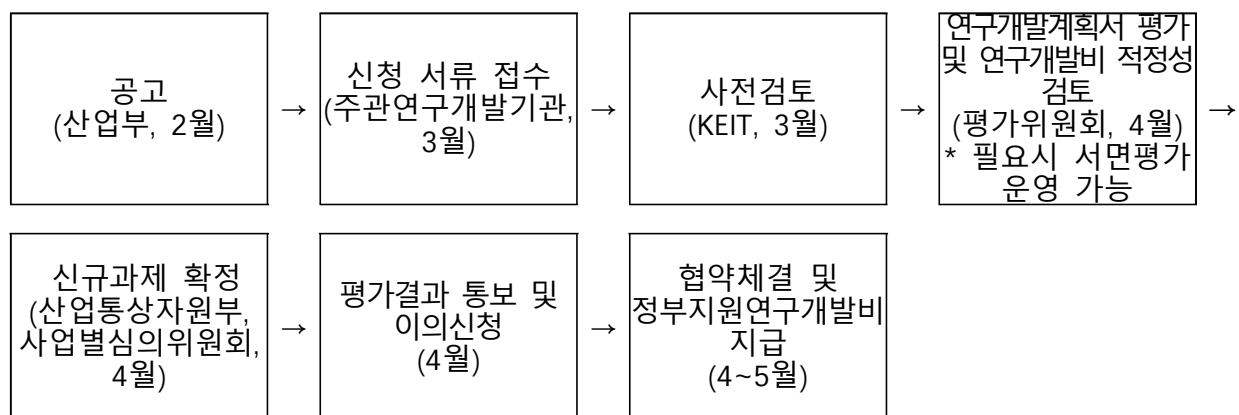 공고
(산업부, 2월)
→
신청 서류 접수
(주관연구개발기관,
3월)
→
사전검토
(KEIT, 3월)
→
연구개발계획서 평가
및 연구개발비 적정성
검토
(평가위원회, 4월)
* 필요시 서면평가
운영 가능
→
신규과제 확정
(산업통상자원부,
사업별심의위원회,
4월)
→
평가결과 통보 및
이의신청
(4월)
→
협약체결 및
정부지원연구개발비
지급
(4~5월)